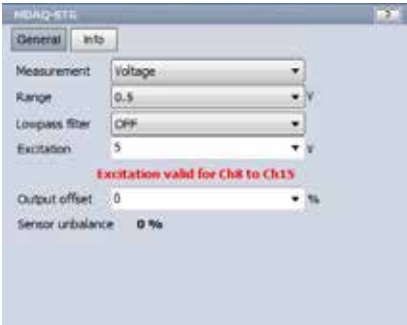 MDAQ-STG
General Info
Measurement Voltage
Range 0.5 V
Lowpass filter OFF
Excitation 5 V
Excitation valid for Ch8 to Ch15
Output offset 0 %
Sensor unbalance 0 %